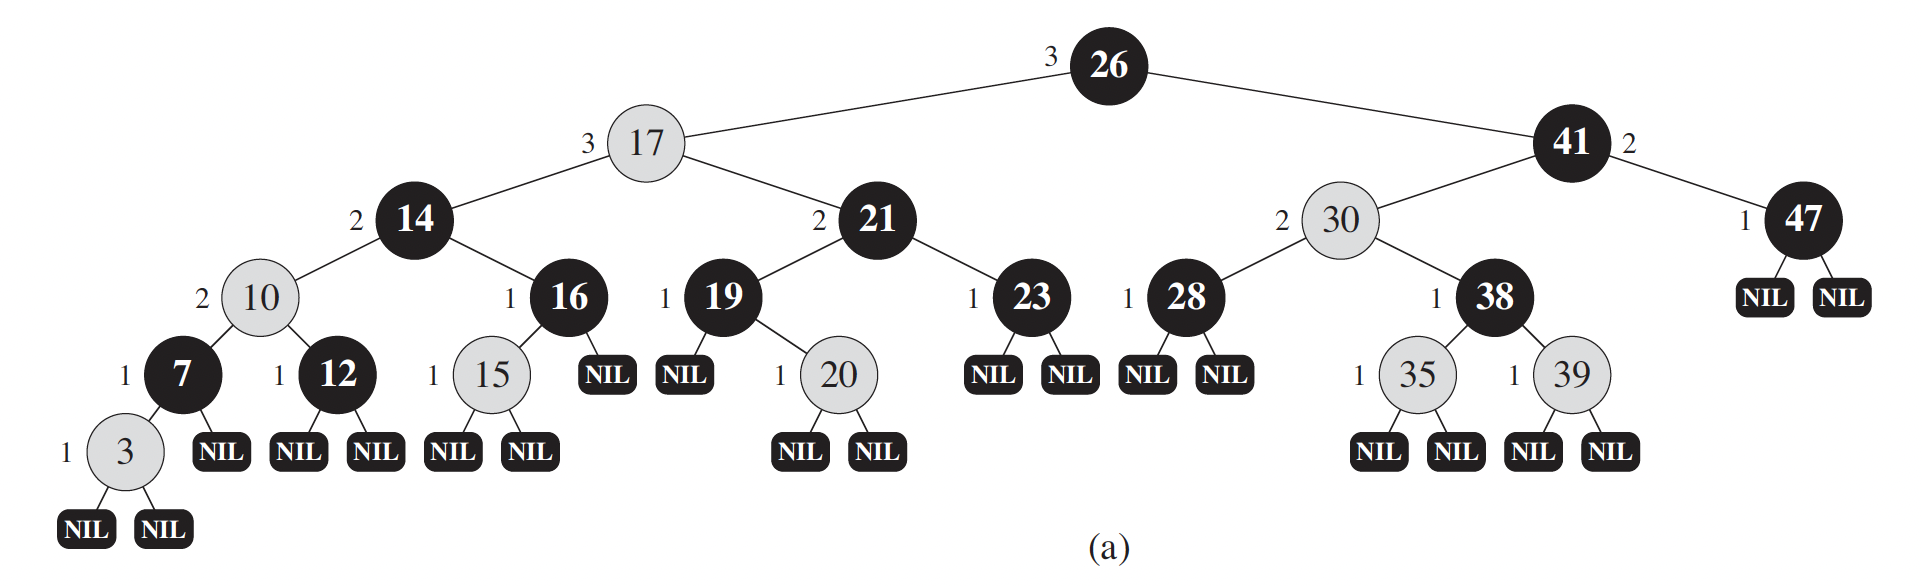 3 26
3 17 41 2
2 14 2 21 2 30 1 47
2 10 1 16 1 19 1 23 1 28 1 38 NIL NIL
1 7 1 12 1 15 NIL NIL 1 20 NIL NIL NIL NIL 1 35 1 39
1 3 NIL NIL NIL NIL NIL NIL NIL NIL NIL NIL NIL
NIL NIL
(a)